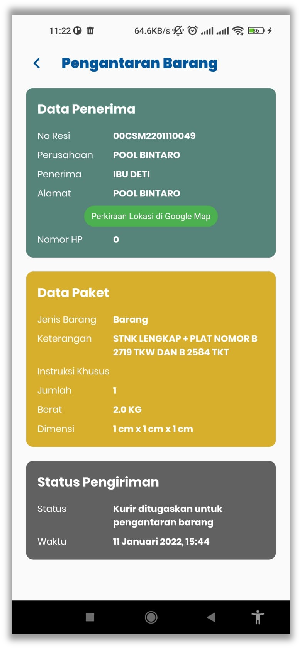 11:22
64.6KB/s
Pengantaran Barang
Data Penerima
No Resi 00CSM2201110049
Perusahaan POOL BINTARO
Penerima IBU DETI
Alamat POOL BINTARO
Perkiraan Lokasi di Google Map
Nomor HP 0
Data Paket
Jenis Barang Barang
Keterangan STNK LENGKAP + PLAT NOMOR B
2719 TKW DAN B 2584 TKT
Instruksi Khusus
Jumlah 1
Berat 2.0 KG
Dimensi 1 cm x 1 cm x 1 cm
Status Pengiriman
Status Kurir ditugaskan untuk
pengantaran barang
Waktu 11 Januari 2022, 15:44